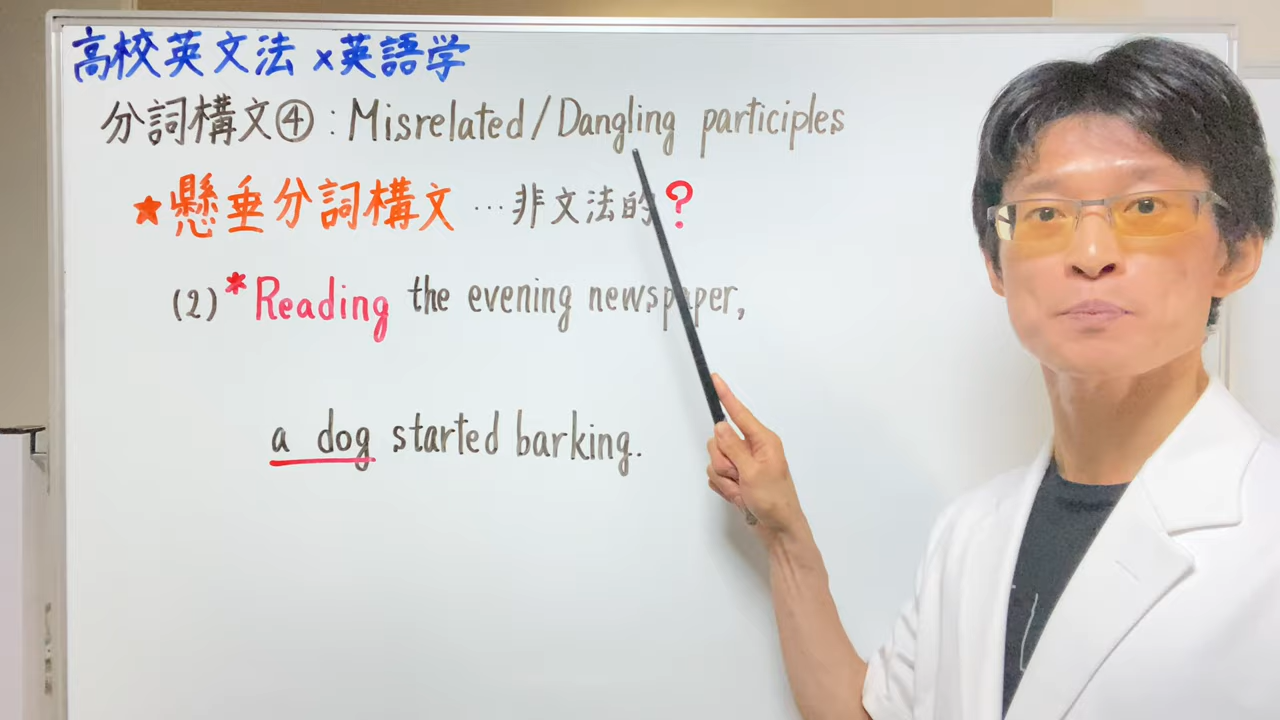 高校英文法×英語学
分詞構文④:Misrelated/Dangling participles
★懸垂分詞構文…非文法的?
(2)*Reading the evening newspaper,
a dog started barking.